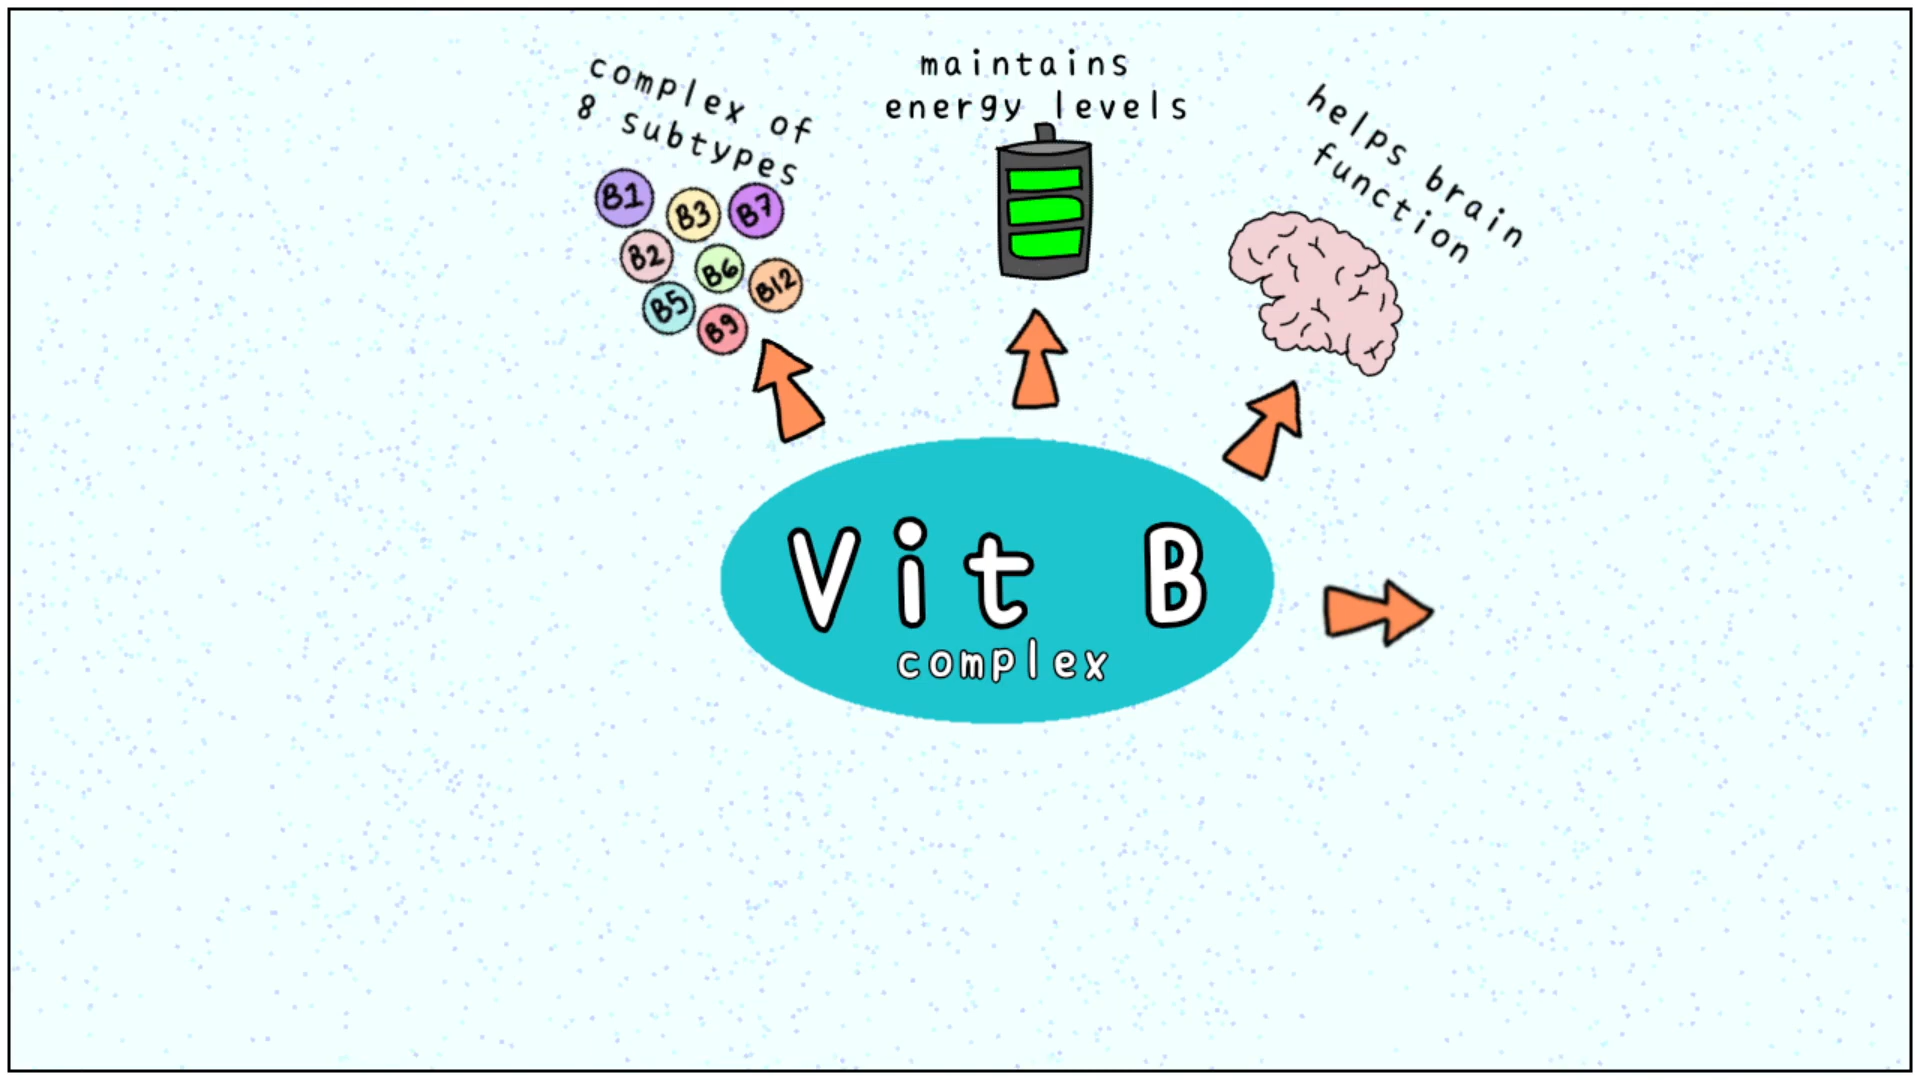 complex of
8 subtypes
B1
B3
B7
B2
B6
B12
B5
B9
maintains
energy levels
helps brain
function
Vit B
complex